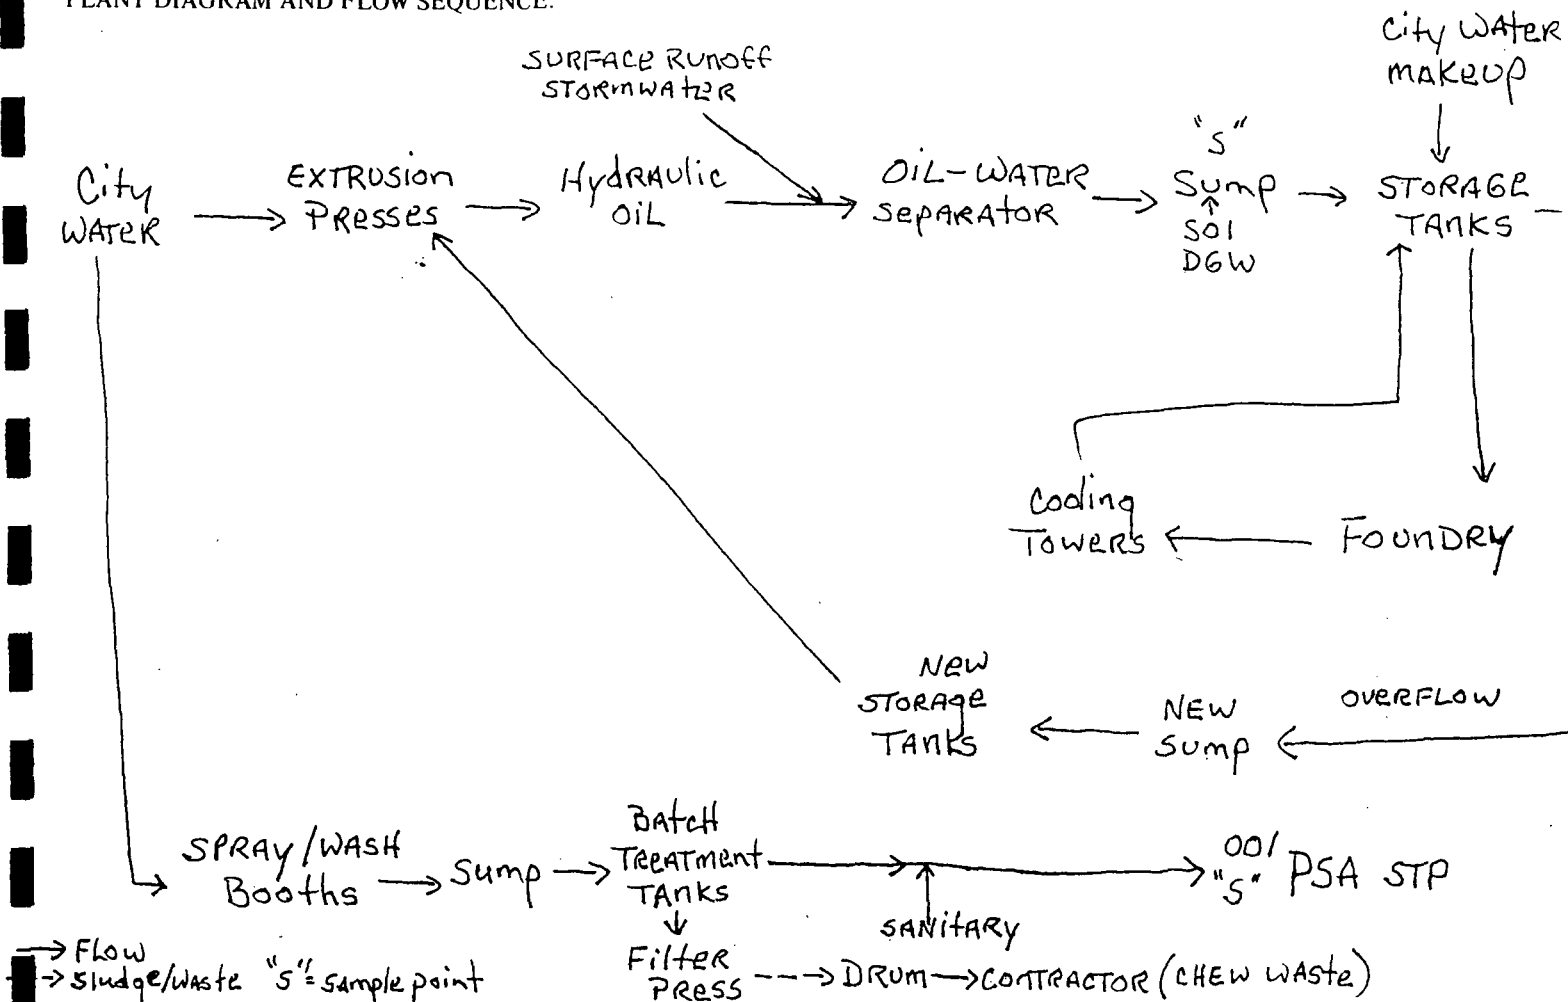 PLANT DIAGRAM AND FLOW SEQUENCE.
City Water
Makeup
Surface Runoff
Stormwater
City
Water
Extrusion
Presses
Hydraulic
Oil
Oil-Water
Separator
"S"
Sump
S01
DGW
Storage
Tanks
Cooling
Towers
Foundry
New
Storage
Tanks
New
Sump
Overflow
Spray/Wash
Booths
Sump
Batch
Treatment
Tanks
001
"S" PSA STP
Sanitary
Flow
Sludge/Waste "S" = Sample point
Filter
Press
Drum
Contractor (Chew Waste)